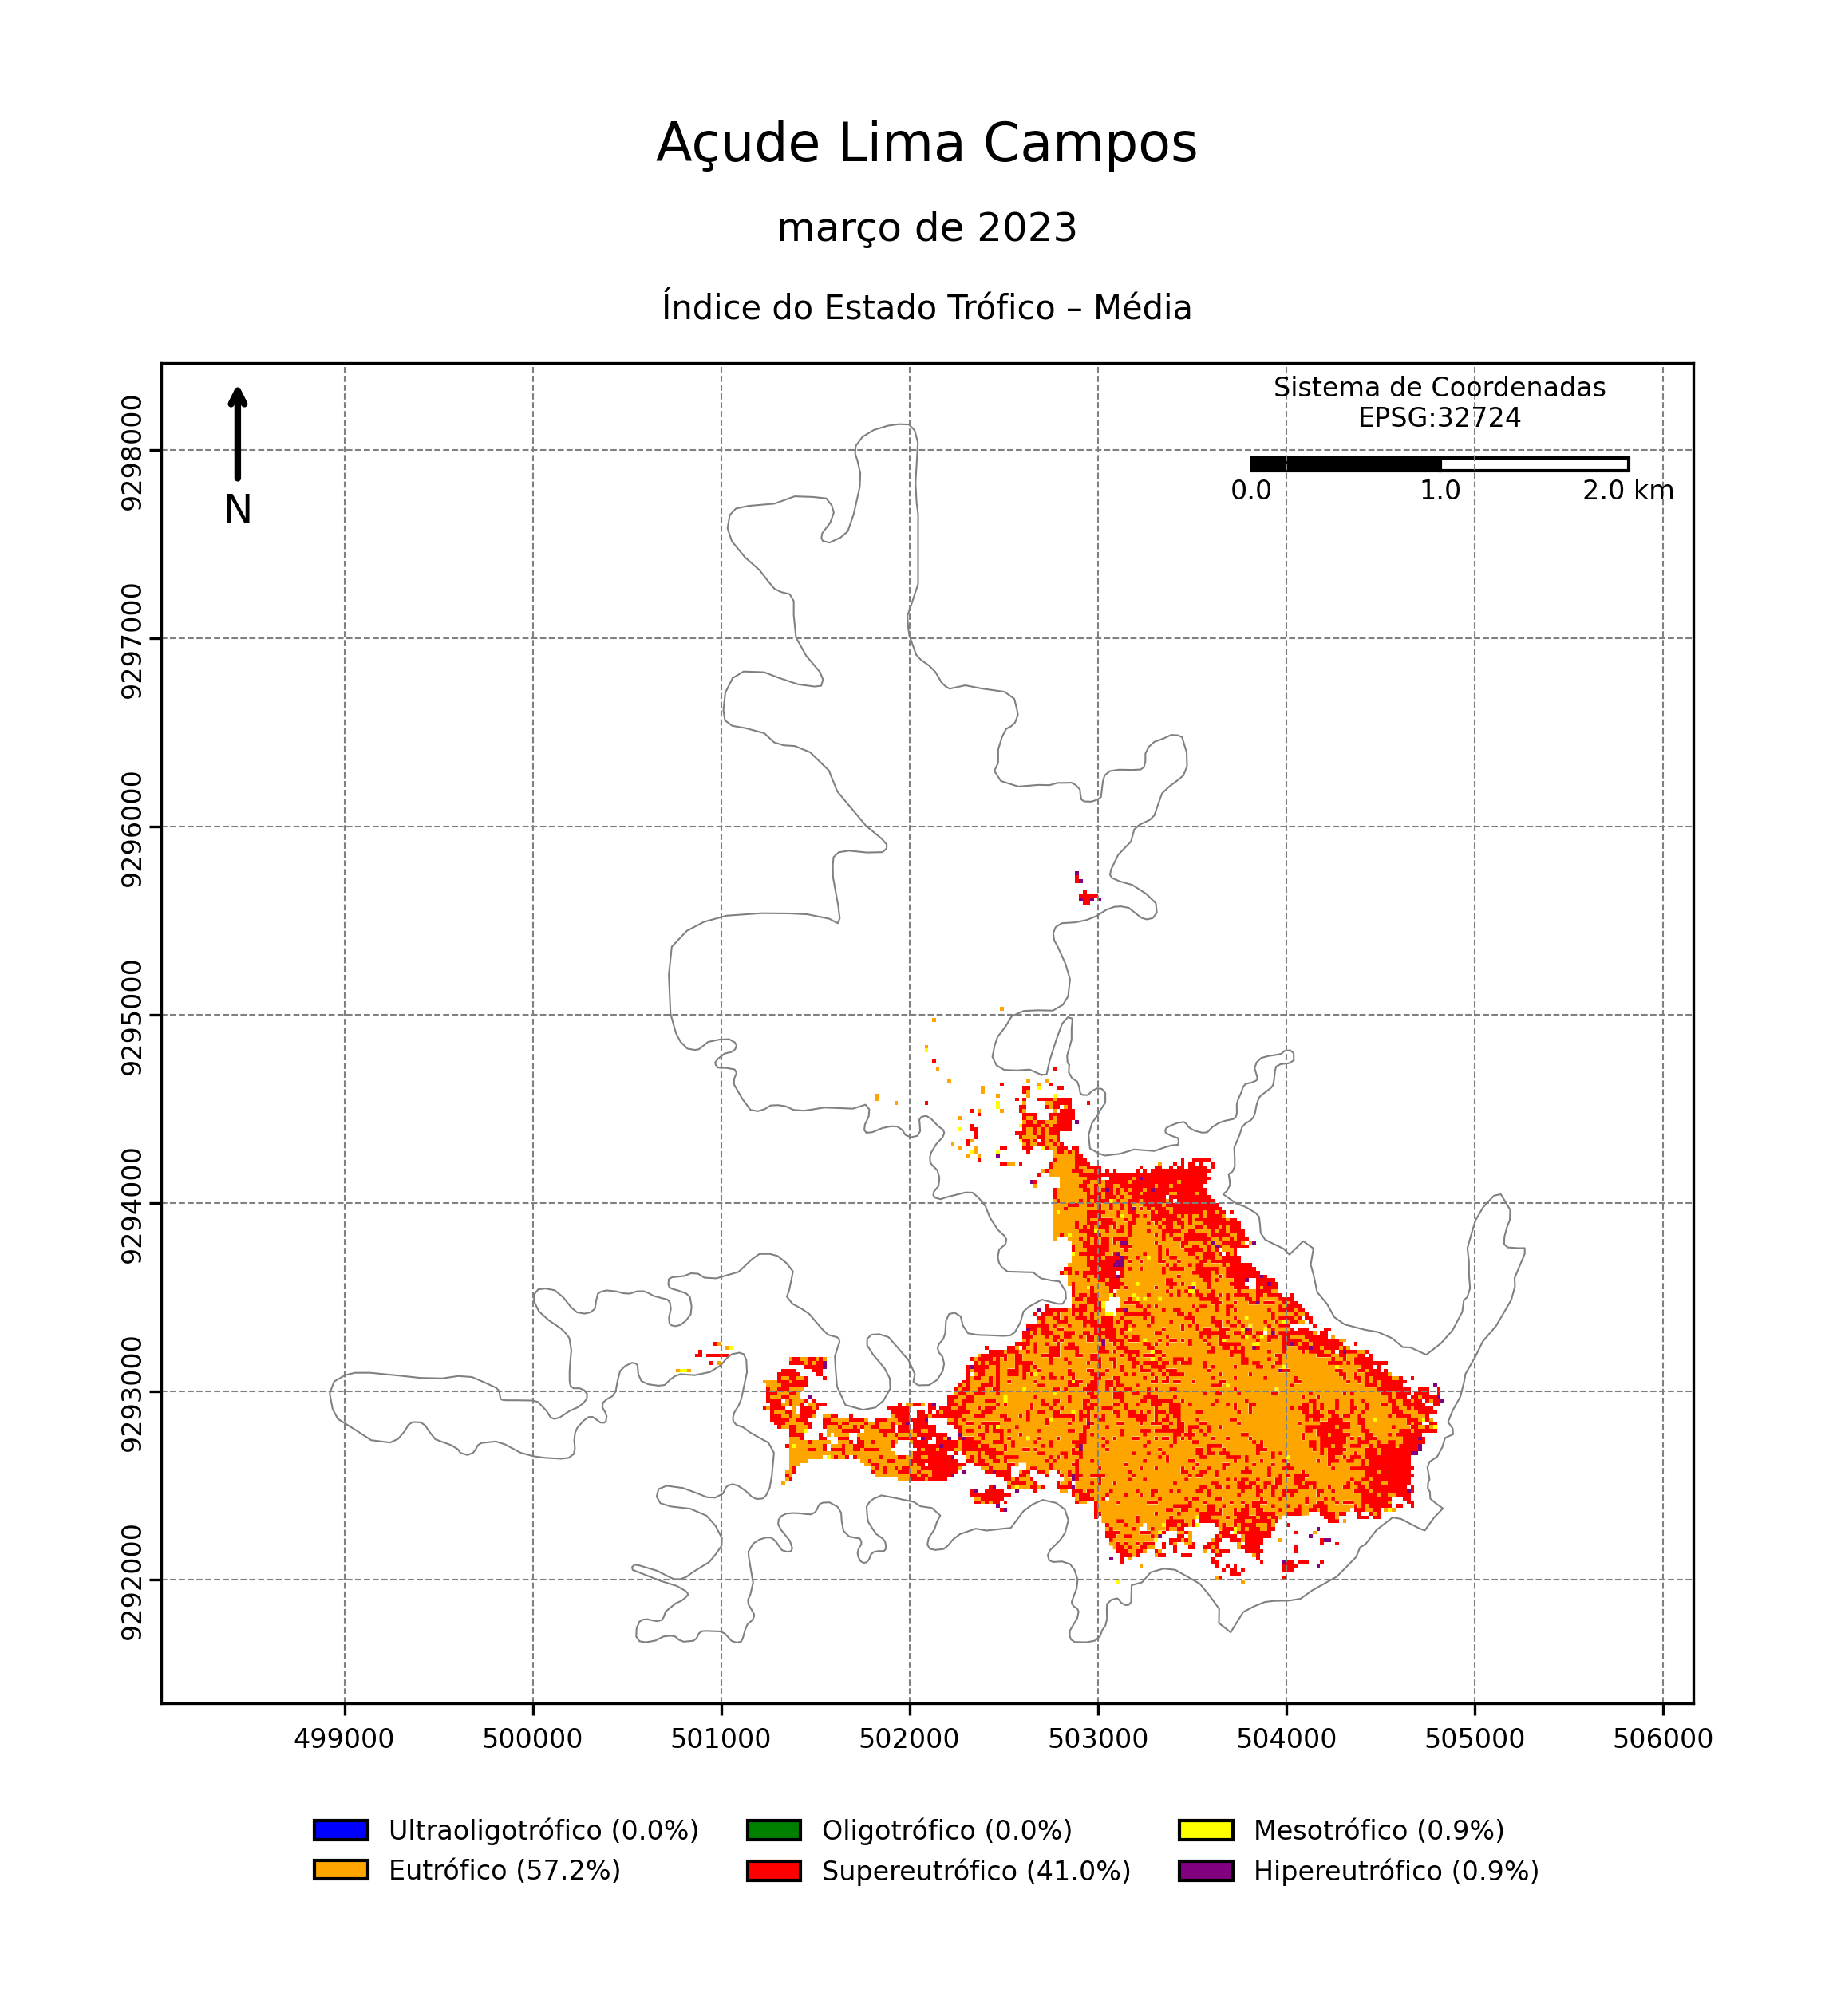 Açude Lima Campos
março de 2023
Índice do Estado Trófico – Média
Sistema de Coordenadas
EPSG:32724
0.0 1.0 2.0 km
N
9298000
9297000
9296000
9295000
9294000
9293000
9292000
499000 500000 501000 502000 503000 504000 505000 506000
Ultraoligotrófico (0.0%) Oligotrófico (0.0%) Mesotrófico (0.9%)
Eutrófico (57.2%) Supereutrófico (41.0%) Hipereutrófico (0.9%)